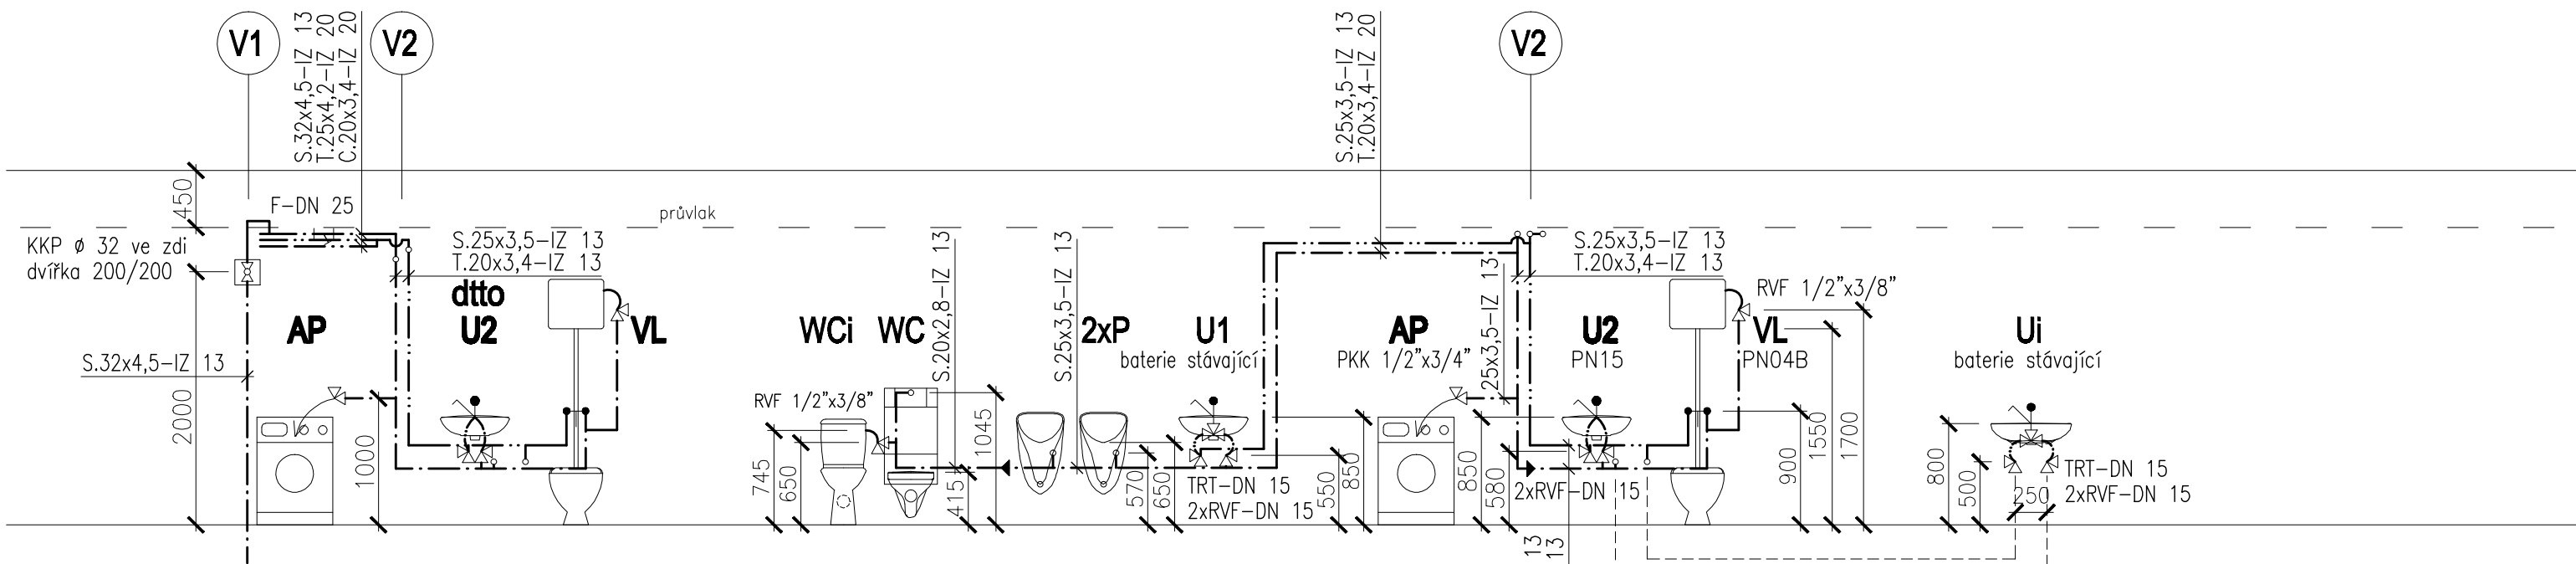 V1
V2
S.32x4,5-IZ 13
T.25x4,2-IZ 20
C.20x3,4-IZ 20
S.25x3,5-IZ 13
T.20x3,4-IZ 20
V2
450
F-DN 25
průvlak
KKP ø 32 ve zdi
dvířka 200/200
S.25x3,5-IZ 13
T.20x3,4-IZ 13
dtto
U2
AP
VL
S.32x4,5-IZ 13
2000
1000
WCi
WC
RVF 1/2"x3/8"
745
650
S.20x2,8-IZ 13
415
1045
S.25x3,5-IZ 13
2xP
570
650
U1
baterie stávající
TRT-DN 15
2xRVF-DN 15
550
850
AP
PKK 1/2"x3/4"
25x3,5-IZ 13
850
580
S.25x3,5-IZ 13
T.20x3,4-IZ 13
U2
PN15
2xRVF-DN 15
13
13
VL
PN04B
RVF 1/2"x3/8"
900
1550
1700
Ui
baterie stávající
800
500
250
TRT-DN 15
2xRVF-DN 15